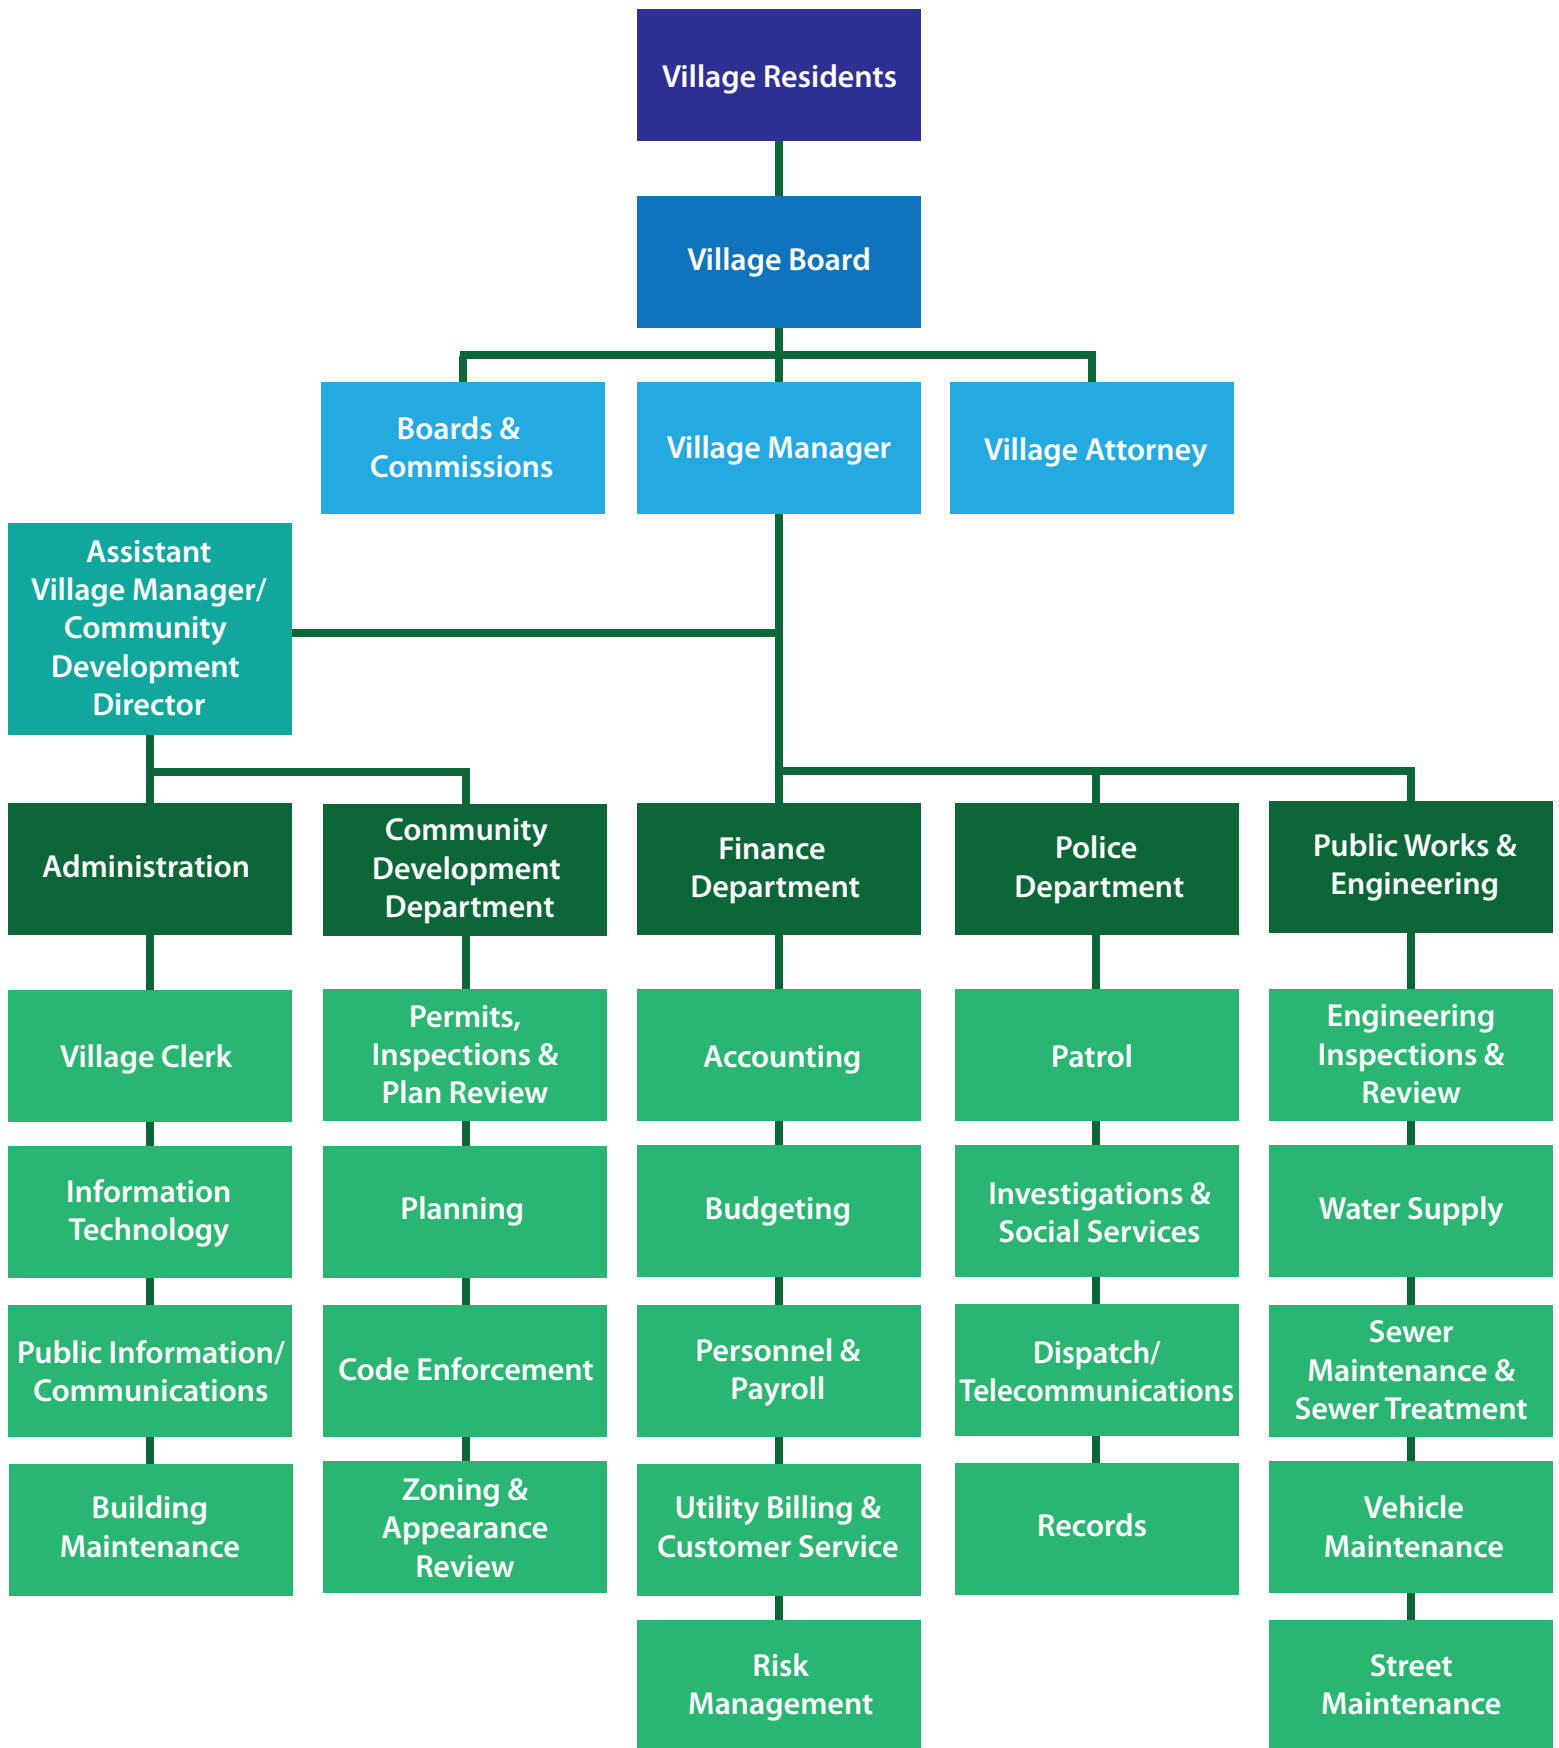 Village Residents
Village Board
Boards &
Commissions
Village Manager
Village Attorney
Assistant
Village Manager/
Community
Development
Director
Administration
Community
Development
Department
Finance
Department
Police
Department
Public Works &
Engineering
Village Clerk
Permits,
Inspections &
Plan Review
Accounting
Patrol
Engineering
Inspections &
Review
Information
Technology
Planning
Budgeting
Investigations &
Social Services
Water Supply
Public Information/
Communications
Code Enforcement
Personnel &
Payroll
Dispatch/
Telecommunications
Sewer
Maintenance &
Sewer Treatment
Building
Maintenance
Zoning &
Appearance
Review
Utility Billing &
Customer Service
Records
Vehicle
Maintenance
Risk
Management
Street
Maintenance